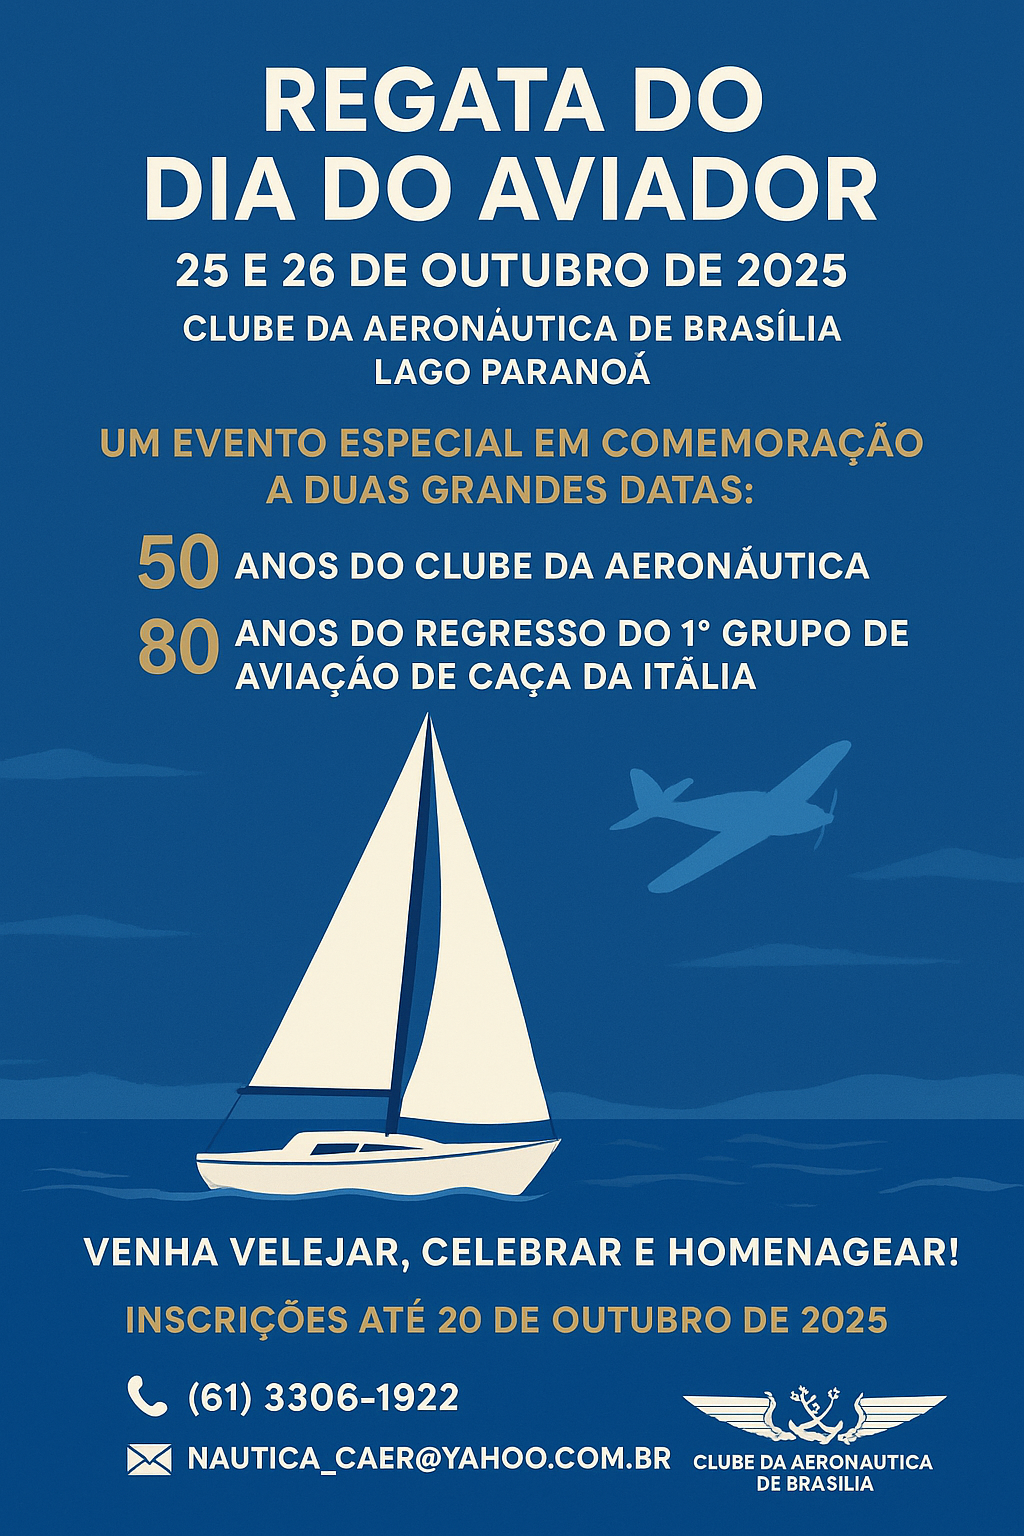 REGATA DO
DIA DO AVIADOR
25 E 26 DE OUTUBRO DE 2025
CLUBE DA AERONÁUTICA DE BRASÍLIA
LAGO PARANOÁ
UM EVENTO ESPECIAL EM COMEMORAÇÃO
A DUAS GRANDES DATAS:
50 ANOS DO CLUBE DA AERONĂUTICA
80 ANOS DO REGRESSO DO 1° GRUPO DE
AVIAÇÁO DE CAÇA DA ITÃLIA
VENHA VELEJAR, CELEBRAR E HOMENAGEAR!
INSCRIÇÕES ATÉ 20 DE OUTUBRO DE 2025
(61) 3306-1922
NAUTICA_CAER@YAHOO.COM.BR
CLUBE DA AERONAUTICA
DE BRASILIA